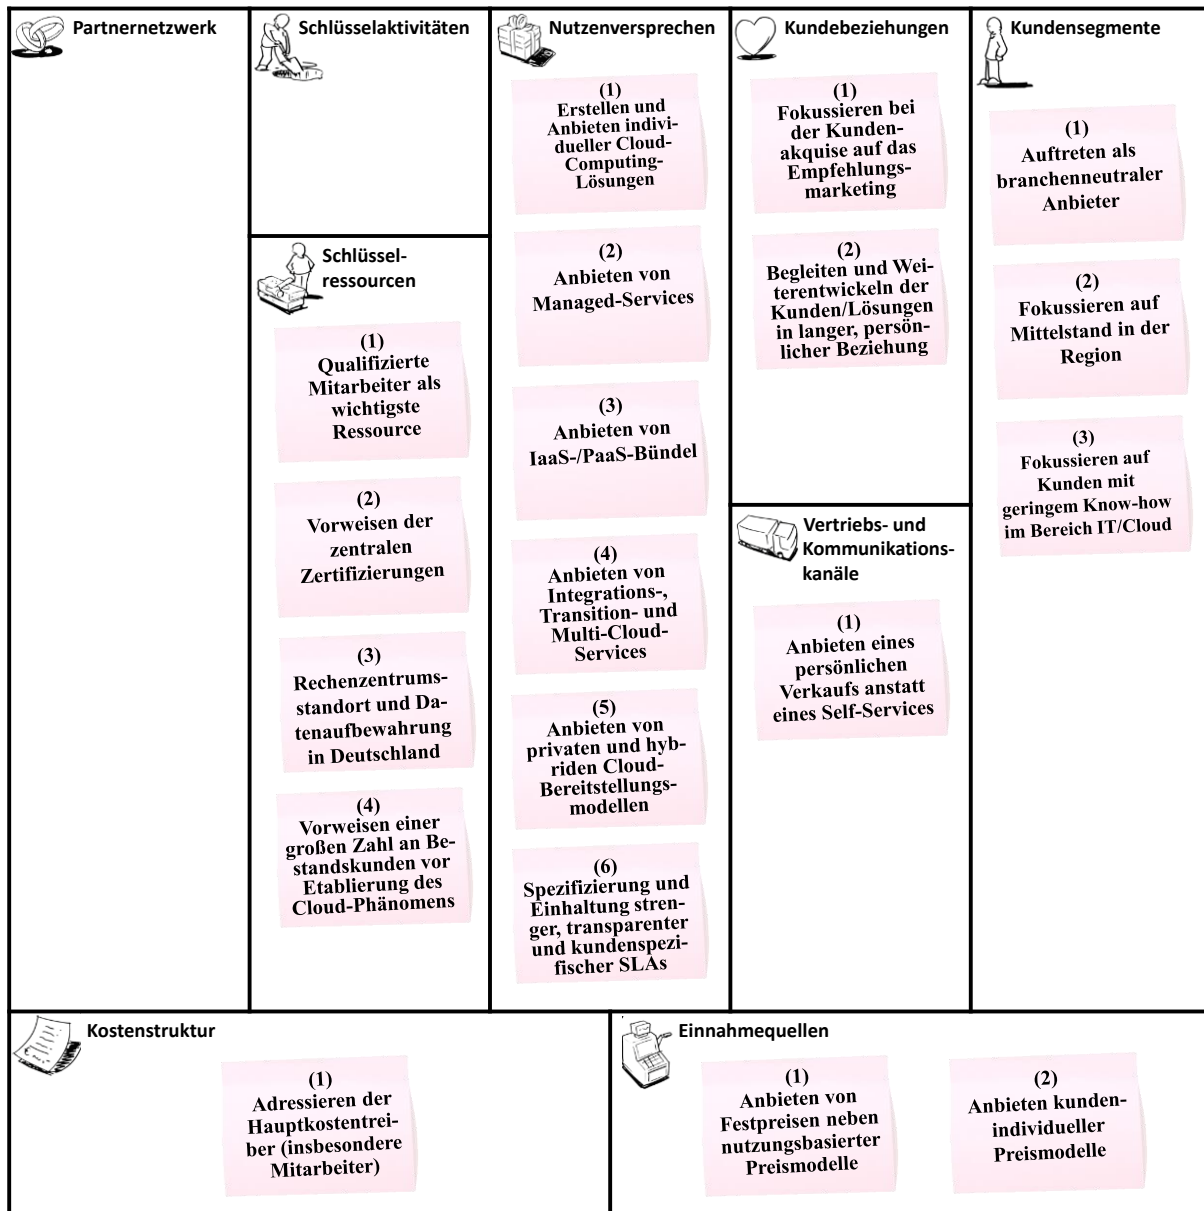 Partnernetzwerk
Schlüsselaktivitäten
Schlüssel-
ressourcen
(1)
Qualifizierte
Mitarbeiter als
wichtigste
Ressource
(2)
Vorweisen der
zentralen
Zertifizierungen
(3)
Rechenzentrums-
standort und Da-
tenaufbewahrung
in Deutschland
(4)
Vorweisen einer
großen Zahl an Be-
standskunden vor
Etablierung des
Cloud-Phänomens
Nutzenversprechen
(1)
Erstellen und
Anbieten indivi-
dueller Cloud-
Computing-
Lösungen
(2)
Anbieten von
Managed-Services
(3)
Anbieten von
IaaS-/PaaS-Bündel
(4)
Anbieten von
Integrations-,
Transition- und
Multi-Cloud-
Services
(5)
Anbieten von
privaten und hyb-
riden Cloud-
Bereitstellungs-
modellen
(6)
Spezifizierung und
Einhaltung stren-
ger, transparenter
und kundenspezi-
fischer SLAs
Kundebeziehungen
(1)
Fokussieren bei
der Kunden-
akquise auf das
Empfehlungs-
marketing
(2)
Begleiten und Wei-
terentwickeln der
Kunden/Lösungen
in langer, persön-
licher Beziehung
Vertriebs- und
Kommunikations-
kanäle
(1)
Anbieten eines
persönlichen
Verkaufs anstatt
eines Self-Services
Kundensegmente
(1)
Auftreten als
branchenneutraler
Anbieter
(2)
Fokussieren auf
Mittelstand in der
Region
(3)
Fokussieren auf
Kunden mit
geringem Know-how
im Bereich IT/Cloud
Kostenstruktur
(1)
Adressieren der
Hauptkostentrei-
ber (insbesondere
Mitarbeiter)
Einnahmequellen
(1)
Anbieten von
Festpreisen neben
nutzungsbasierter
Preismodelle
(2)
Anbieten kunden-
individueller
Preismodelle